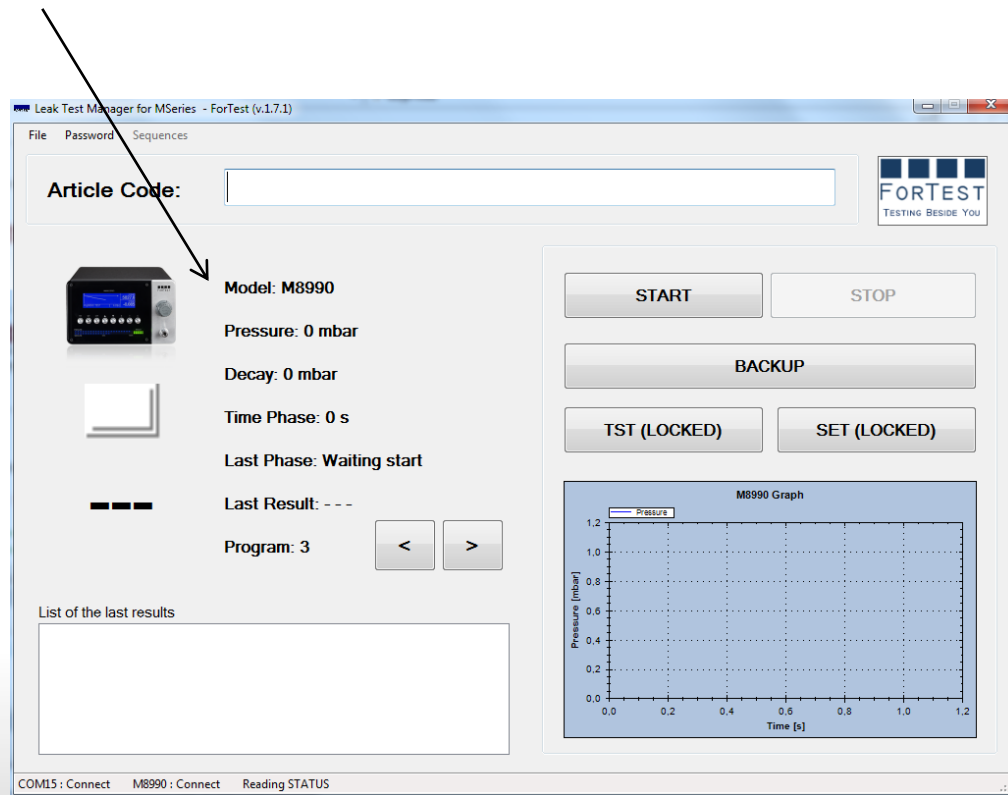 Leak Test Manager for MSeries - ForTest (v.1.7.1)
File Password Sequences
Article Code:
FORTEST
TESTING BESIDE YOU
Model: M8990
Pressure: 0 mbar
Decay: 0 mbar
Time Phase: 0 s
Last Phase: Waiting start
Last Result: - - -
Program: 3
< >
List of the last results
START STOP
BACKUP
TST (LOCKED) SET (LOCKED)
M8990 Graph
Pressure
1,2
1,0
0,8
0,6
0,4
0,2
0,0
Pressure [mbar]
0,0 0,2 0,4 0,6 0,8 1,0 1,2
Time [s]
COM15 : Connect M8990 : Connect Reading STATUS